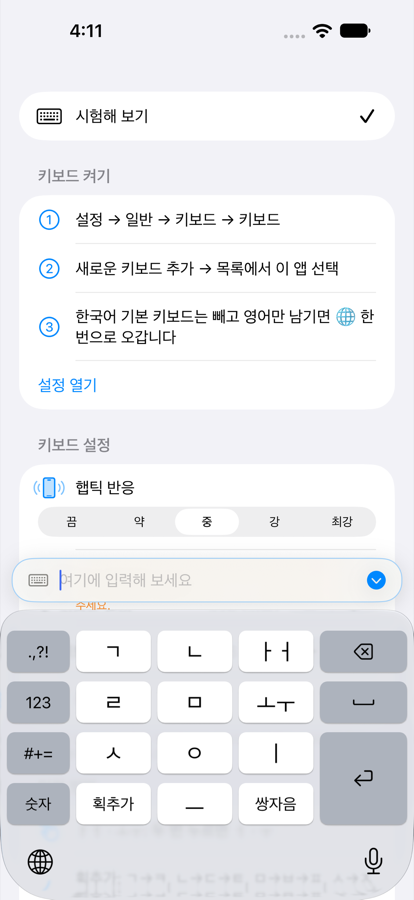 4:11
시험해 보기
키보드 켜기
1 설정 → 일반 → 키보드 → 키보드
2 새로운 키보드 추가 → 목록에서 이 앱 선택
3 한국어 기본 키보드는 빼고 영어만 남기면 🌐 한
번으로 오갑니다
설정 열기
키보드 설정
햅틱 반응
끔 약 중 강 최강
여기에 입력해 보세요
주세요.
.,?! ㄱ ㄴ ㅏㅓ
123 ㄹ ㅁ ㅗㅜ
#+= ㅅ ㅇ ㅣ
숫자 획추가 ㅡ 쌍자음